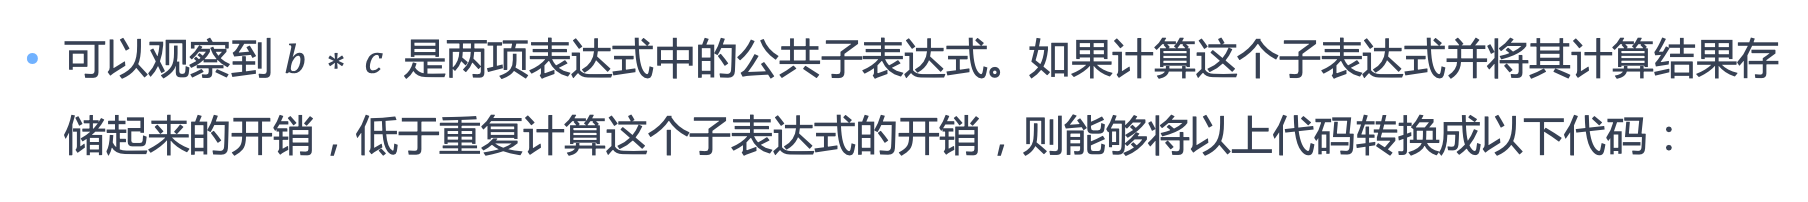 • 可以观察到 b * c 是两项表达式中的公共子表达式。如果计算这个子表达式并将其计算结果存
储起来的开销，低于重复计算这个子表达式的开销，则能够将以上代码转换成以下代码：